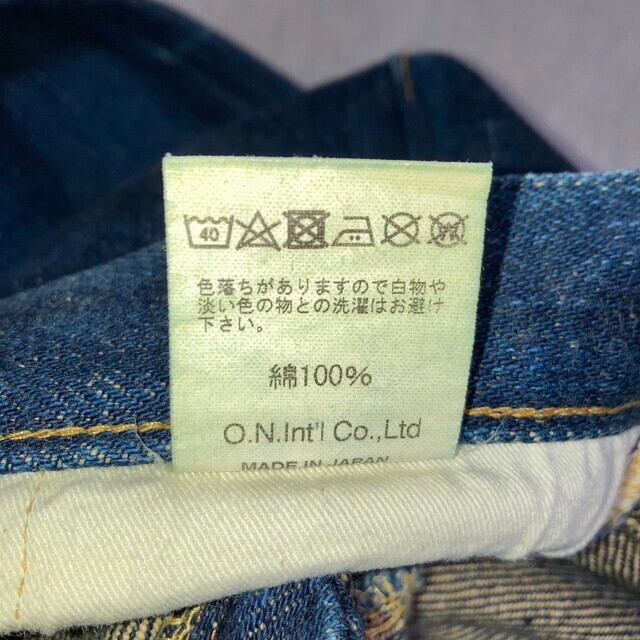 40
色落ちがありますので白物や
淡い色の物との洗濯はお避け
下さい。
綿100%
O.N.Int'l Co.,Ltd
MADE IN JAPAN